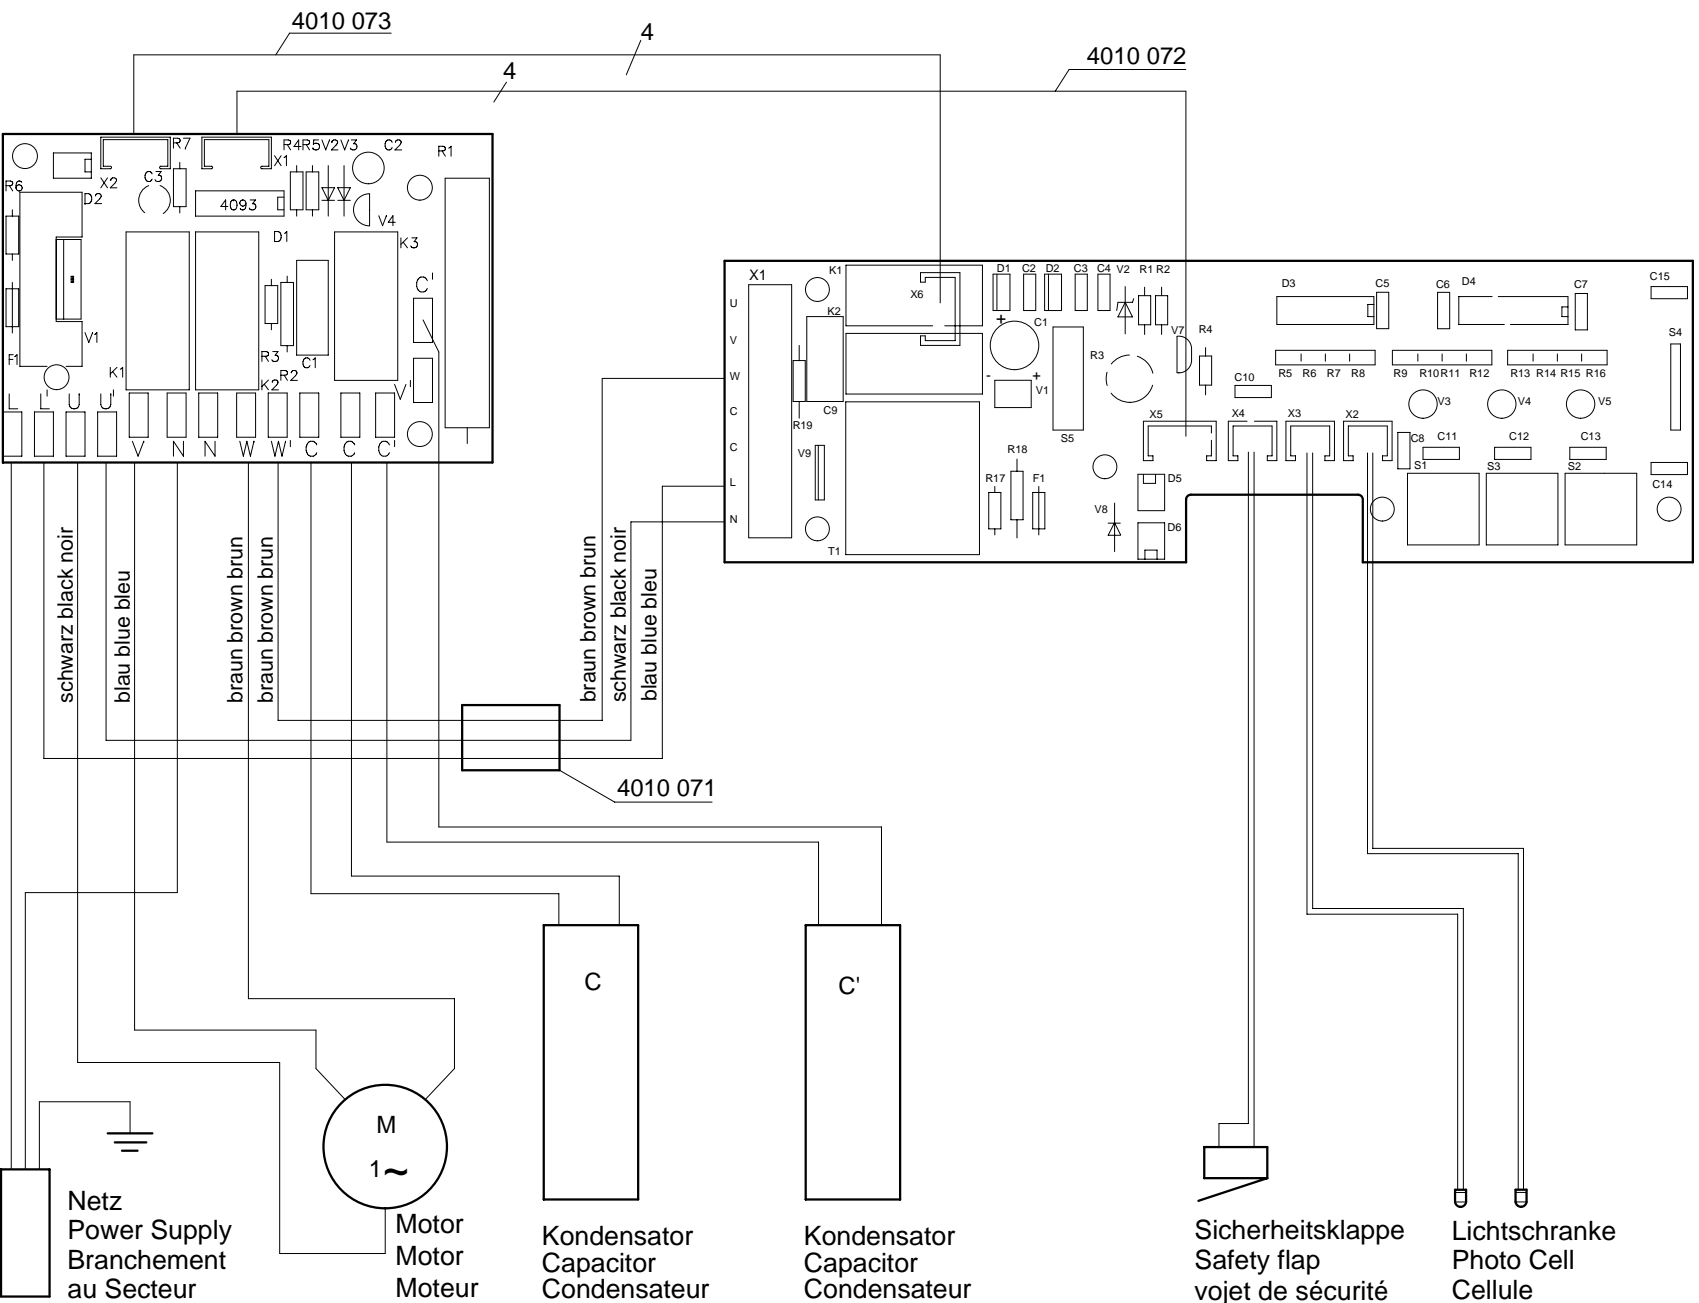 4010 073
4
4
4010 072
R7
R4R5V2V3
C2
R1
X1
X2
C3
R6
D2
4093
V4
D1
K3
C'
V1
F1
R3
C1
K1
K2
R2
V'
L L' U U' V N N W W' C C C'
X1
K1
X6
D1 C2 D2 C3 C4 V2 R1 R2
D3
C5
C6
D4
C7
C15
U
V
W
C
C
L
N
K2
+
C1
V7
R4
S4
R3
R5 R6 R7 R8
R9 R10 R11 R12
R13 R14 R15 R16
- +
V1
C10
C9
R19
V3
V4
V5
S5
X5
X4
X3
X2
C8
C11
C12
C13
V9
R18
S1
S3
S2
R17
F1
D5
C14
V8
D6
T1
schwarz black noir
blau blue bleu
braun brown brun
braun brown brun
braun brown brun
schwarz black noir
blau blue bleu
4010 071
C
C'
M
1~
Netz
Power Supply
Branchement
au Secteur
Motor
Motor
Moteur
Kondensator
Capacitor
Condensateur
Kondensator
Capacitor
Condensateur
Sicherheitsklappe
Safety flap
vojet de sécurité
Lichtschranke
Photo Cell
Cellule